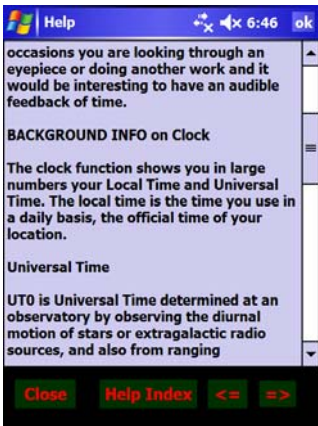 Help 6:46 ok
occasions you are looking through an
eyepiece or doing another work and it
would be interesting to have an audible
feedback of time.
BACKGROUND INFO on Clock
The clock function shows you in large
numbers your Local Time and Universal
Time. The local time is the time you use in
a daily basis, the official time of your
location.
Universal Time
UT0 is Universal Time determined at an
observatory by observing the diurnal
motion of stars or extragalactic radio
sources, and also from ranging
Close Help Index <= =>